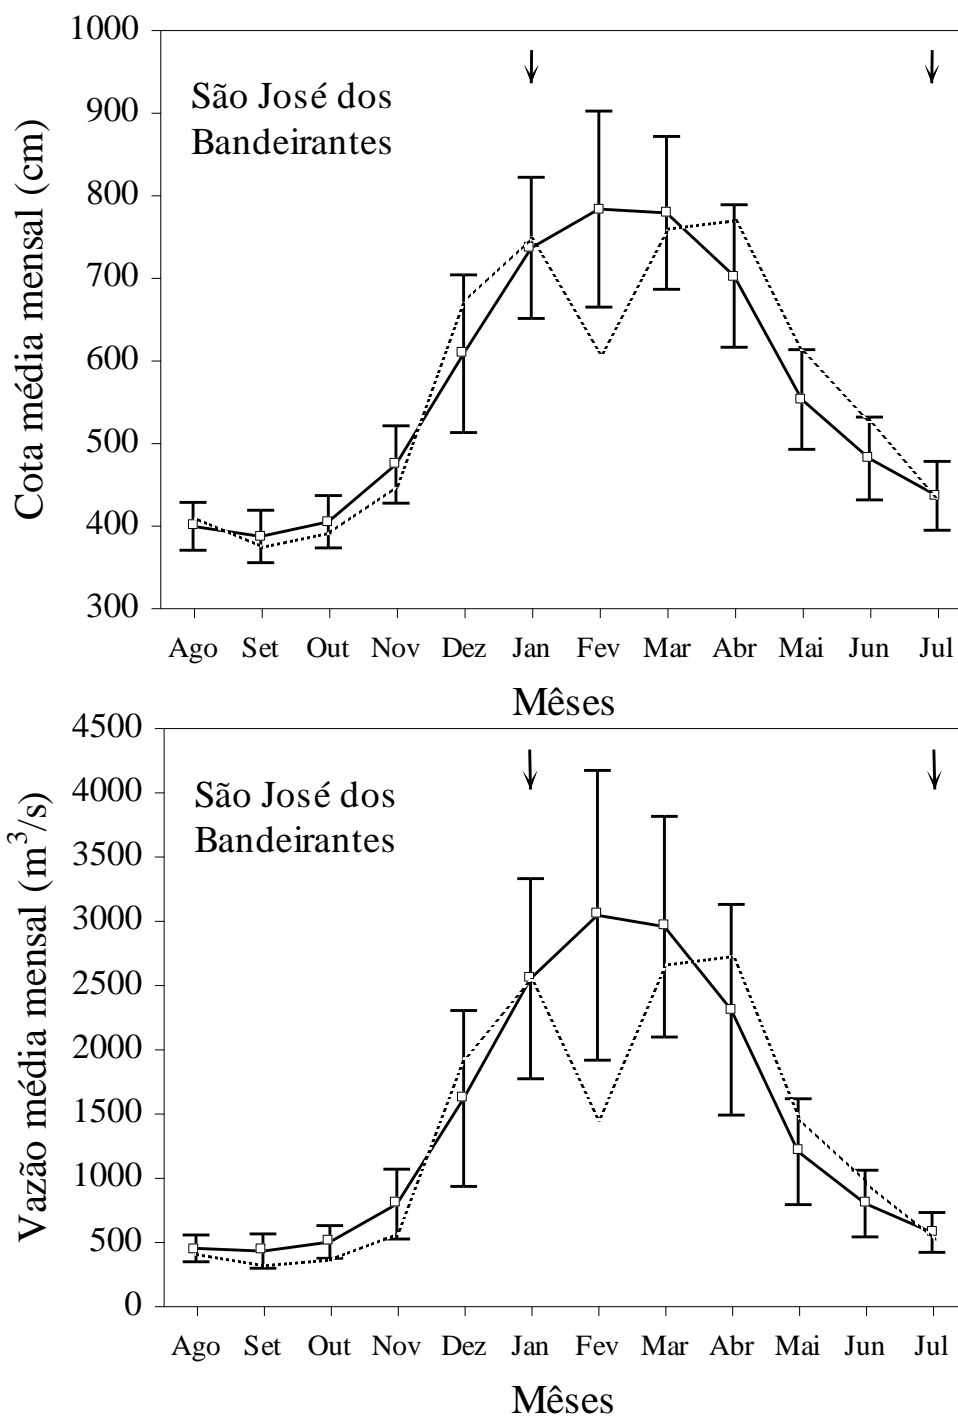 1000
900
800
700
600
500
400
300
Cota média mensal (cm)
São José dos
Bandeirantes
Ago Set Out Nov Dez Jan Fev Mar Abr Mai Jun Jul
Mêses
4500
4000
3500
3000
2500
2000
1500
1000
500
0
Vazão média mensal (m³/s)
São José dos
Bandeirantes
Ago Set Out Nov Dez Jan Fev Mar Abr Mai Jun Jul
Mêses